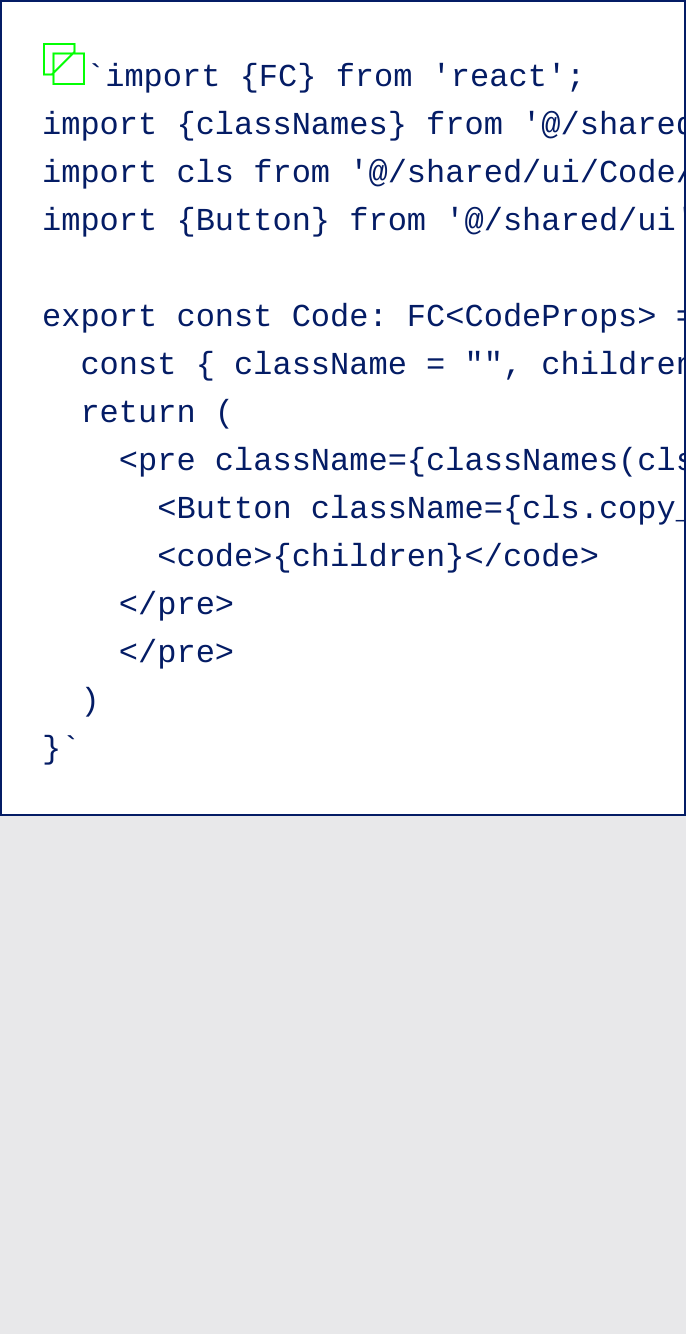 `import {FC} from 'react';
import {classNames} from '@/shared
import cls from '@/shared/ui/Code/
import {Button} from '@/shared/ui'

export const Code: FC<CodeProps> =
  const { className = "", children
  return (
    <pre className={classNames(cls
      <Button className={cls.copy_
      <code>{children}</code>
    </pre>
    </pre>
  )
}`